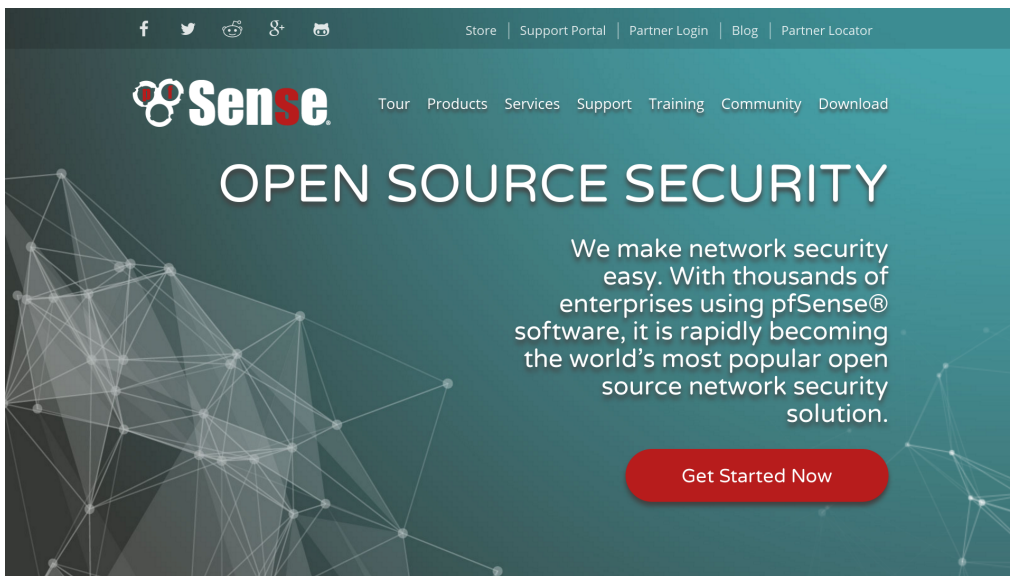 Store | Support Portal | Partner Login | Blog | Partner Locator
pf Sense®
Tour Products Services Support Training Community Download
OPEN SOURCE SECURITY
We make network security
easy. With thousands of
enterprises using pfSense®
software, it is rapidly becoming
the world's most popular open
source network security
solution.
Get Started Now